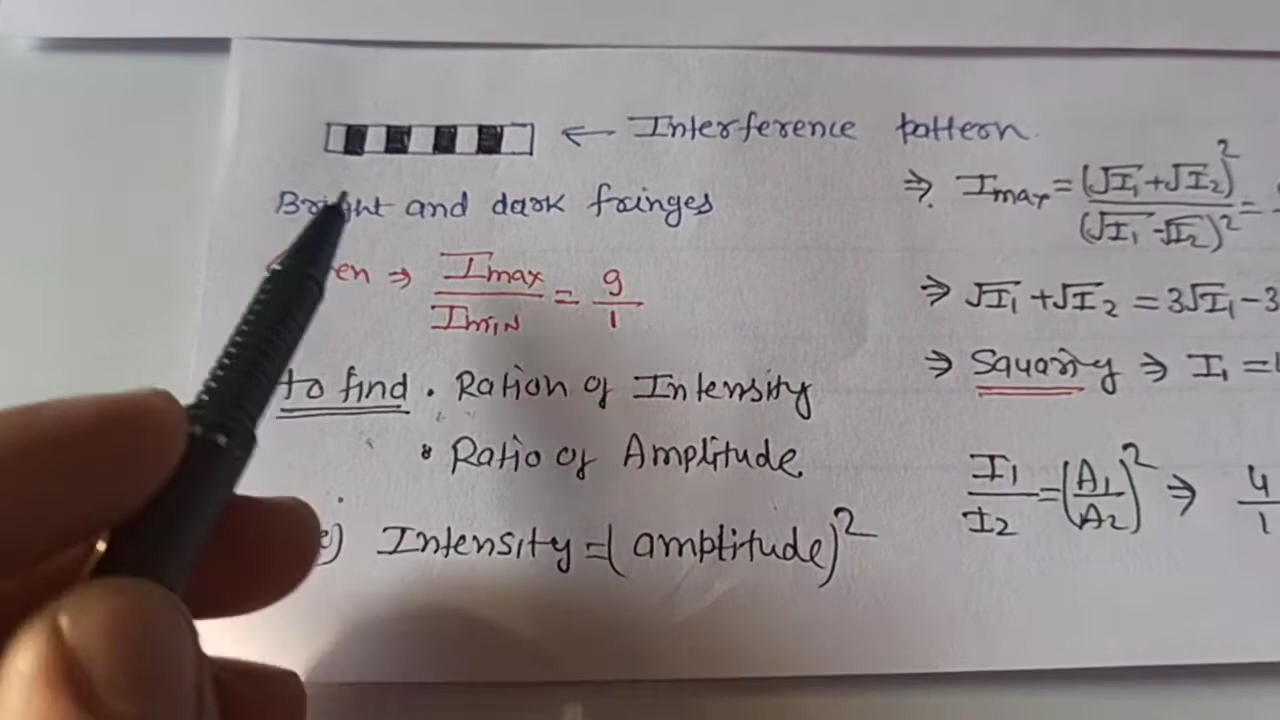 ← Interference pattern.
Bright and dark fringes
⇒ Imax / IMIN = 9 / 1
To find • Ration of Intensity
• Ratio of Amplitude
Intensity = (amplitude)²
⇒ Imax = (√I₁ + √I₂)² / (√I₁ - √I₂)² =
⇒ √I₁ + √I₂ = 3√I₁ - 3
⇒ Squaring ⇒ I₁ =
I₁ / I₂ = (A₁ / A₂)² ⇒ 4 / 1